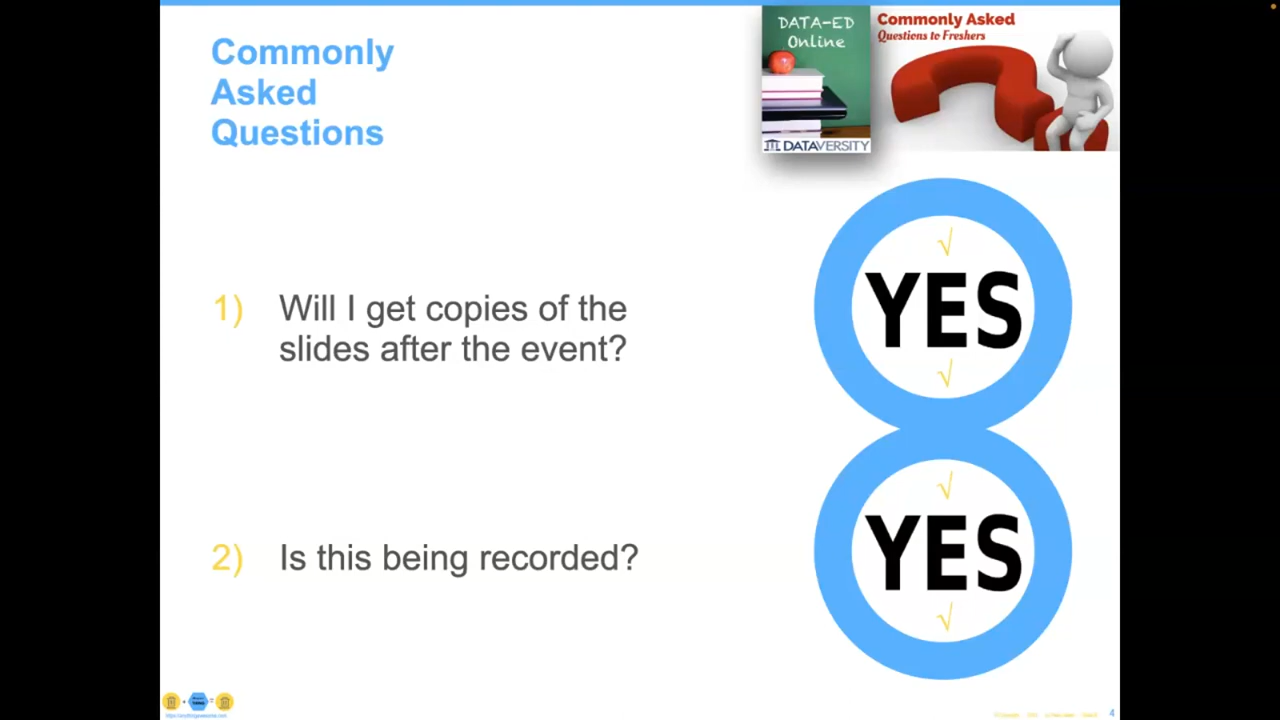 Commonly
Asked
Questions
DATA-ED
Online
DATAVERSITY
Commonly Asked
Questions to Freshers
1) Will I get copies of the
slides after the event?
√
YES
√
2) Is this being recorded?
√
YES
√
4